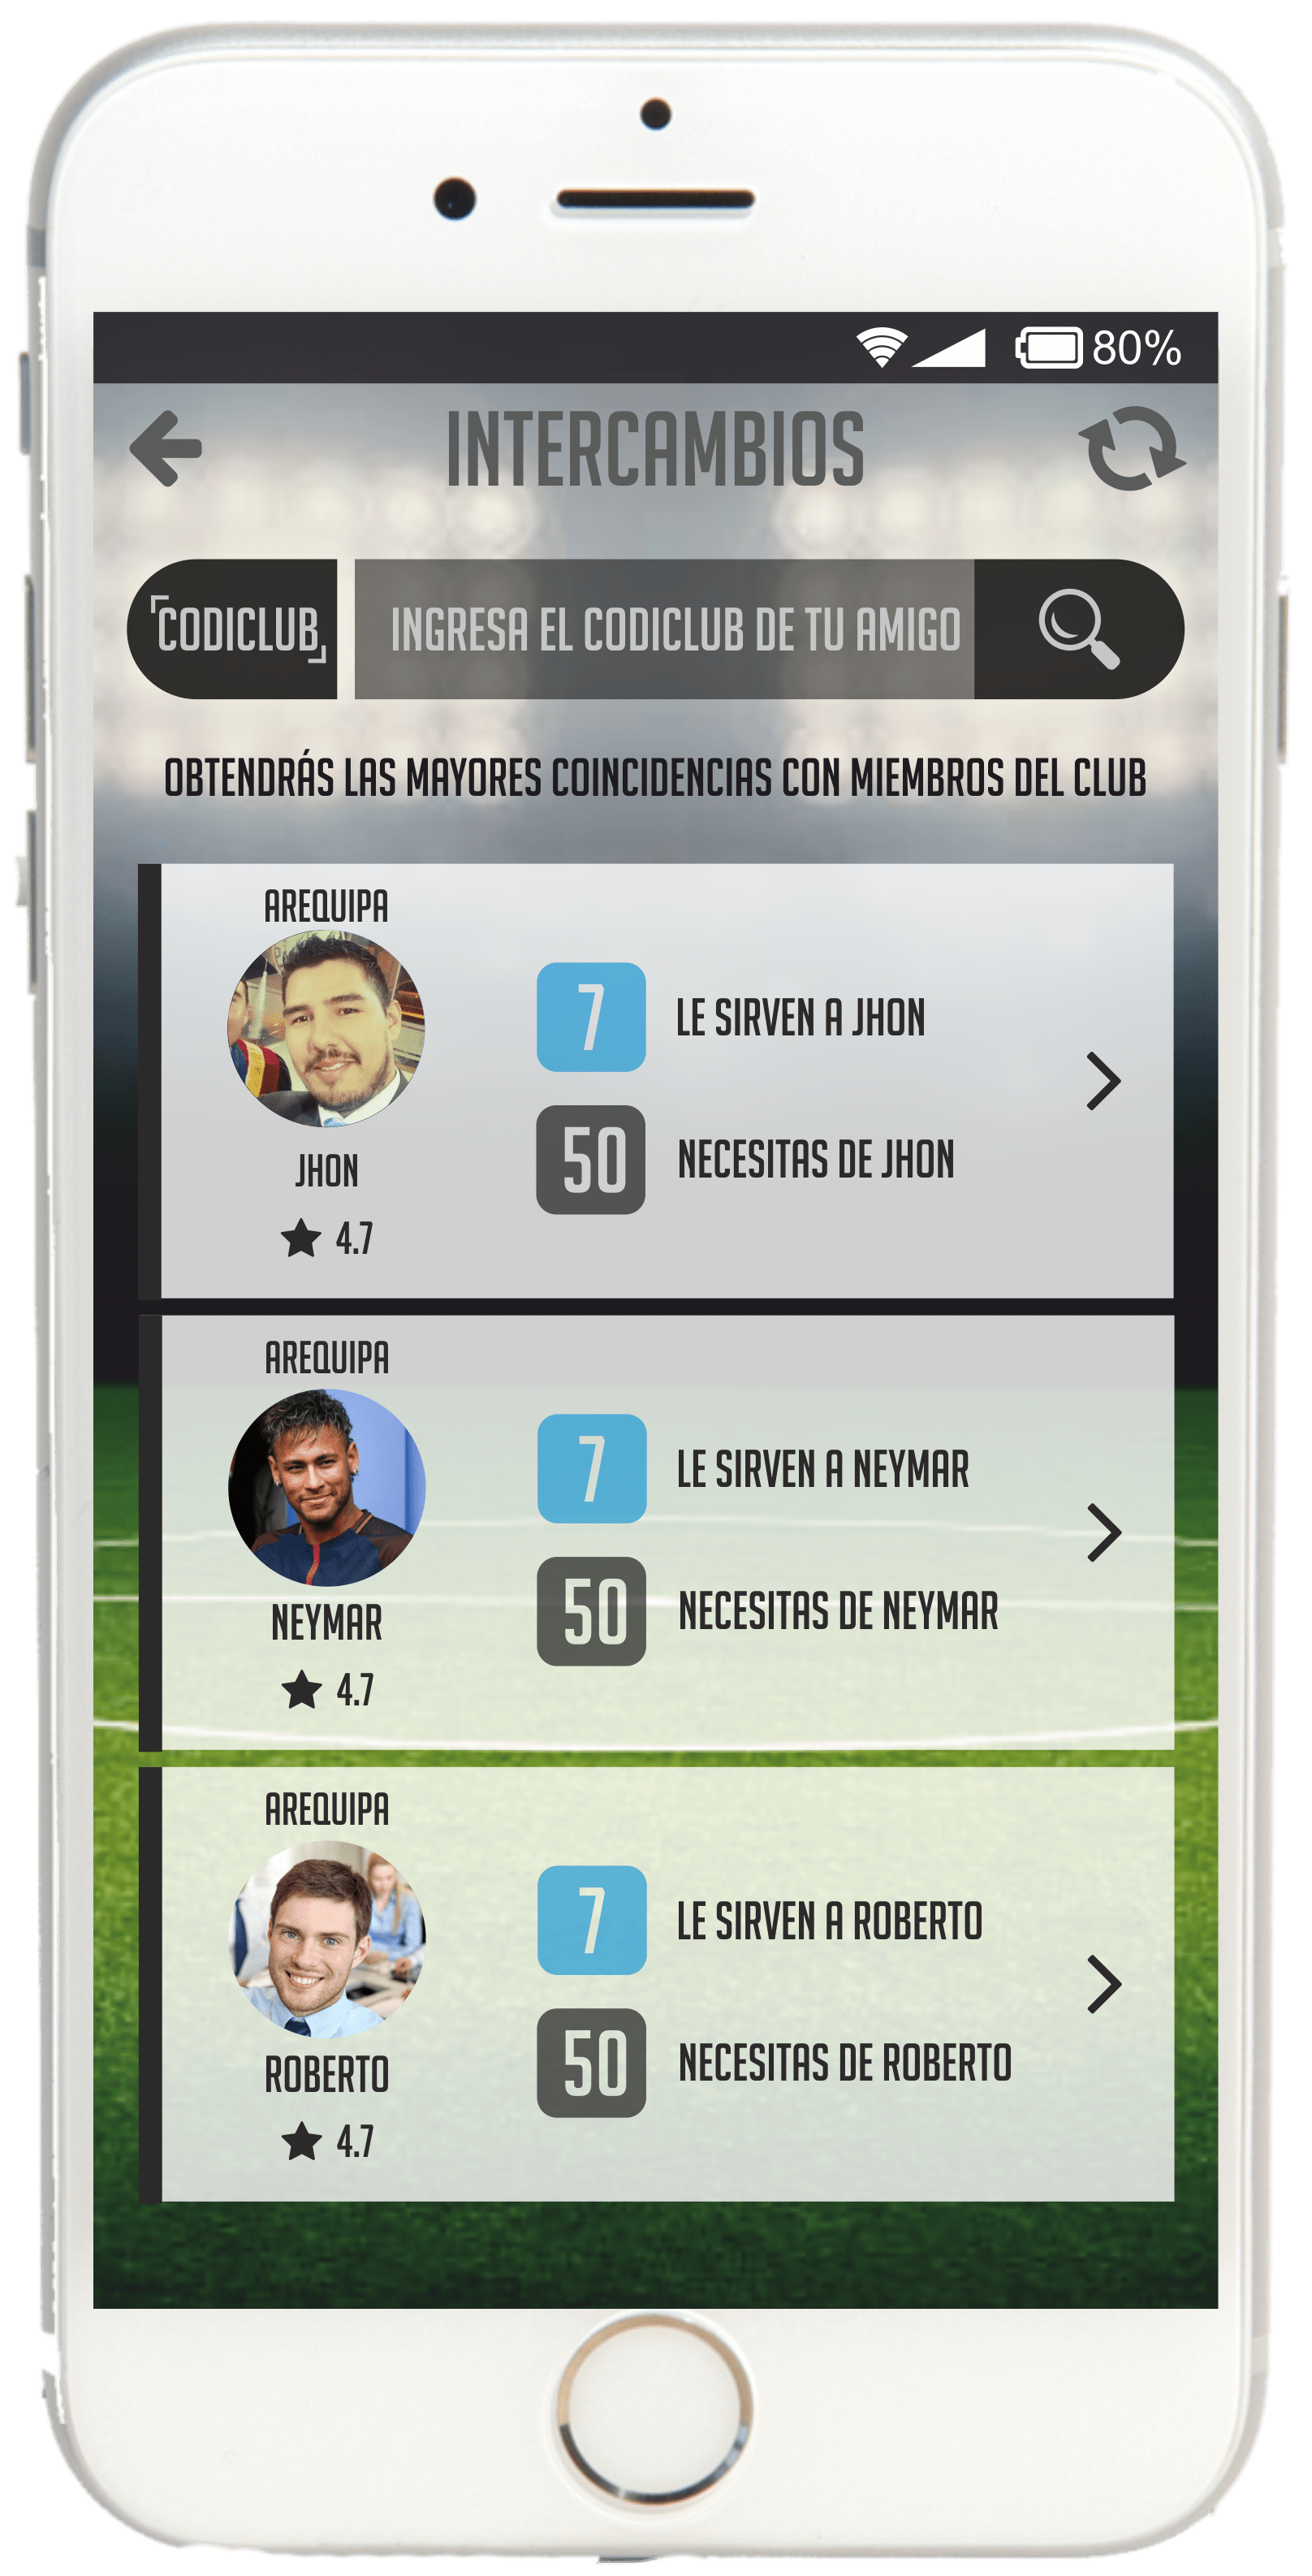 80%
INTERCAMBIOS
CODICLUB
INGRESA EL CODICLUB DE TU AMIGO
OBTENDRÁS LAS MAYORES COINCIDENCIAS CON MIEMBROS DEL CLUB
AREQUIPA
7 LE SIRVEN A JHON
50 NECESITAS DE JHON
JHON
4.7
AREQUIPA
7 LE SIRVEN A NEYMAR
50 NECESITAS DE NEYMAR
NEYMAR
4.7
AREQUIPA
7 LE SIRVEN A ROBERTO
50 NECESITAS DE ROBERTO
ROBERTO
4.7